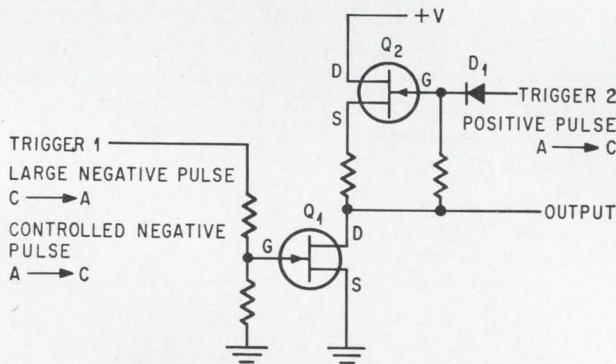 +V
Q2
D
G
D1
TRIGGER 2
S
POSITIVE PULSE
A → C
TRIGGER 1
LARGE NEGATIVE PULSE
C → A
CONTROLLED NEGATIVE
PULSE
A → C
Q1
G
D
S
OUTPUT